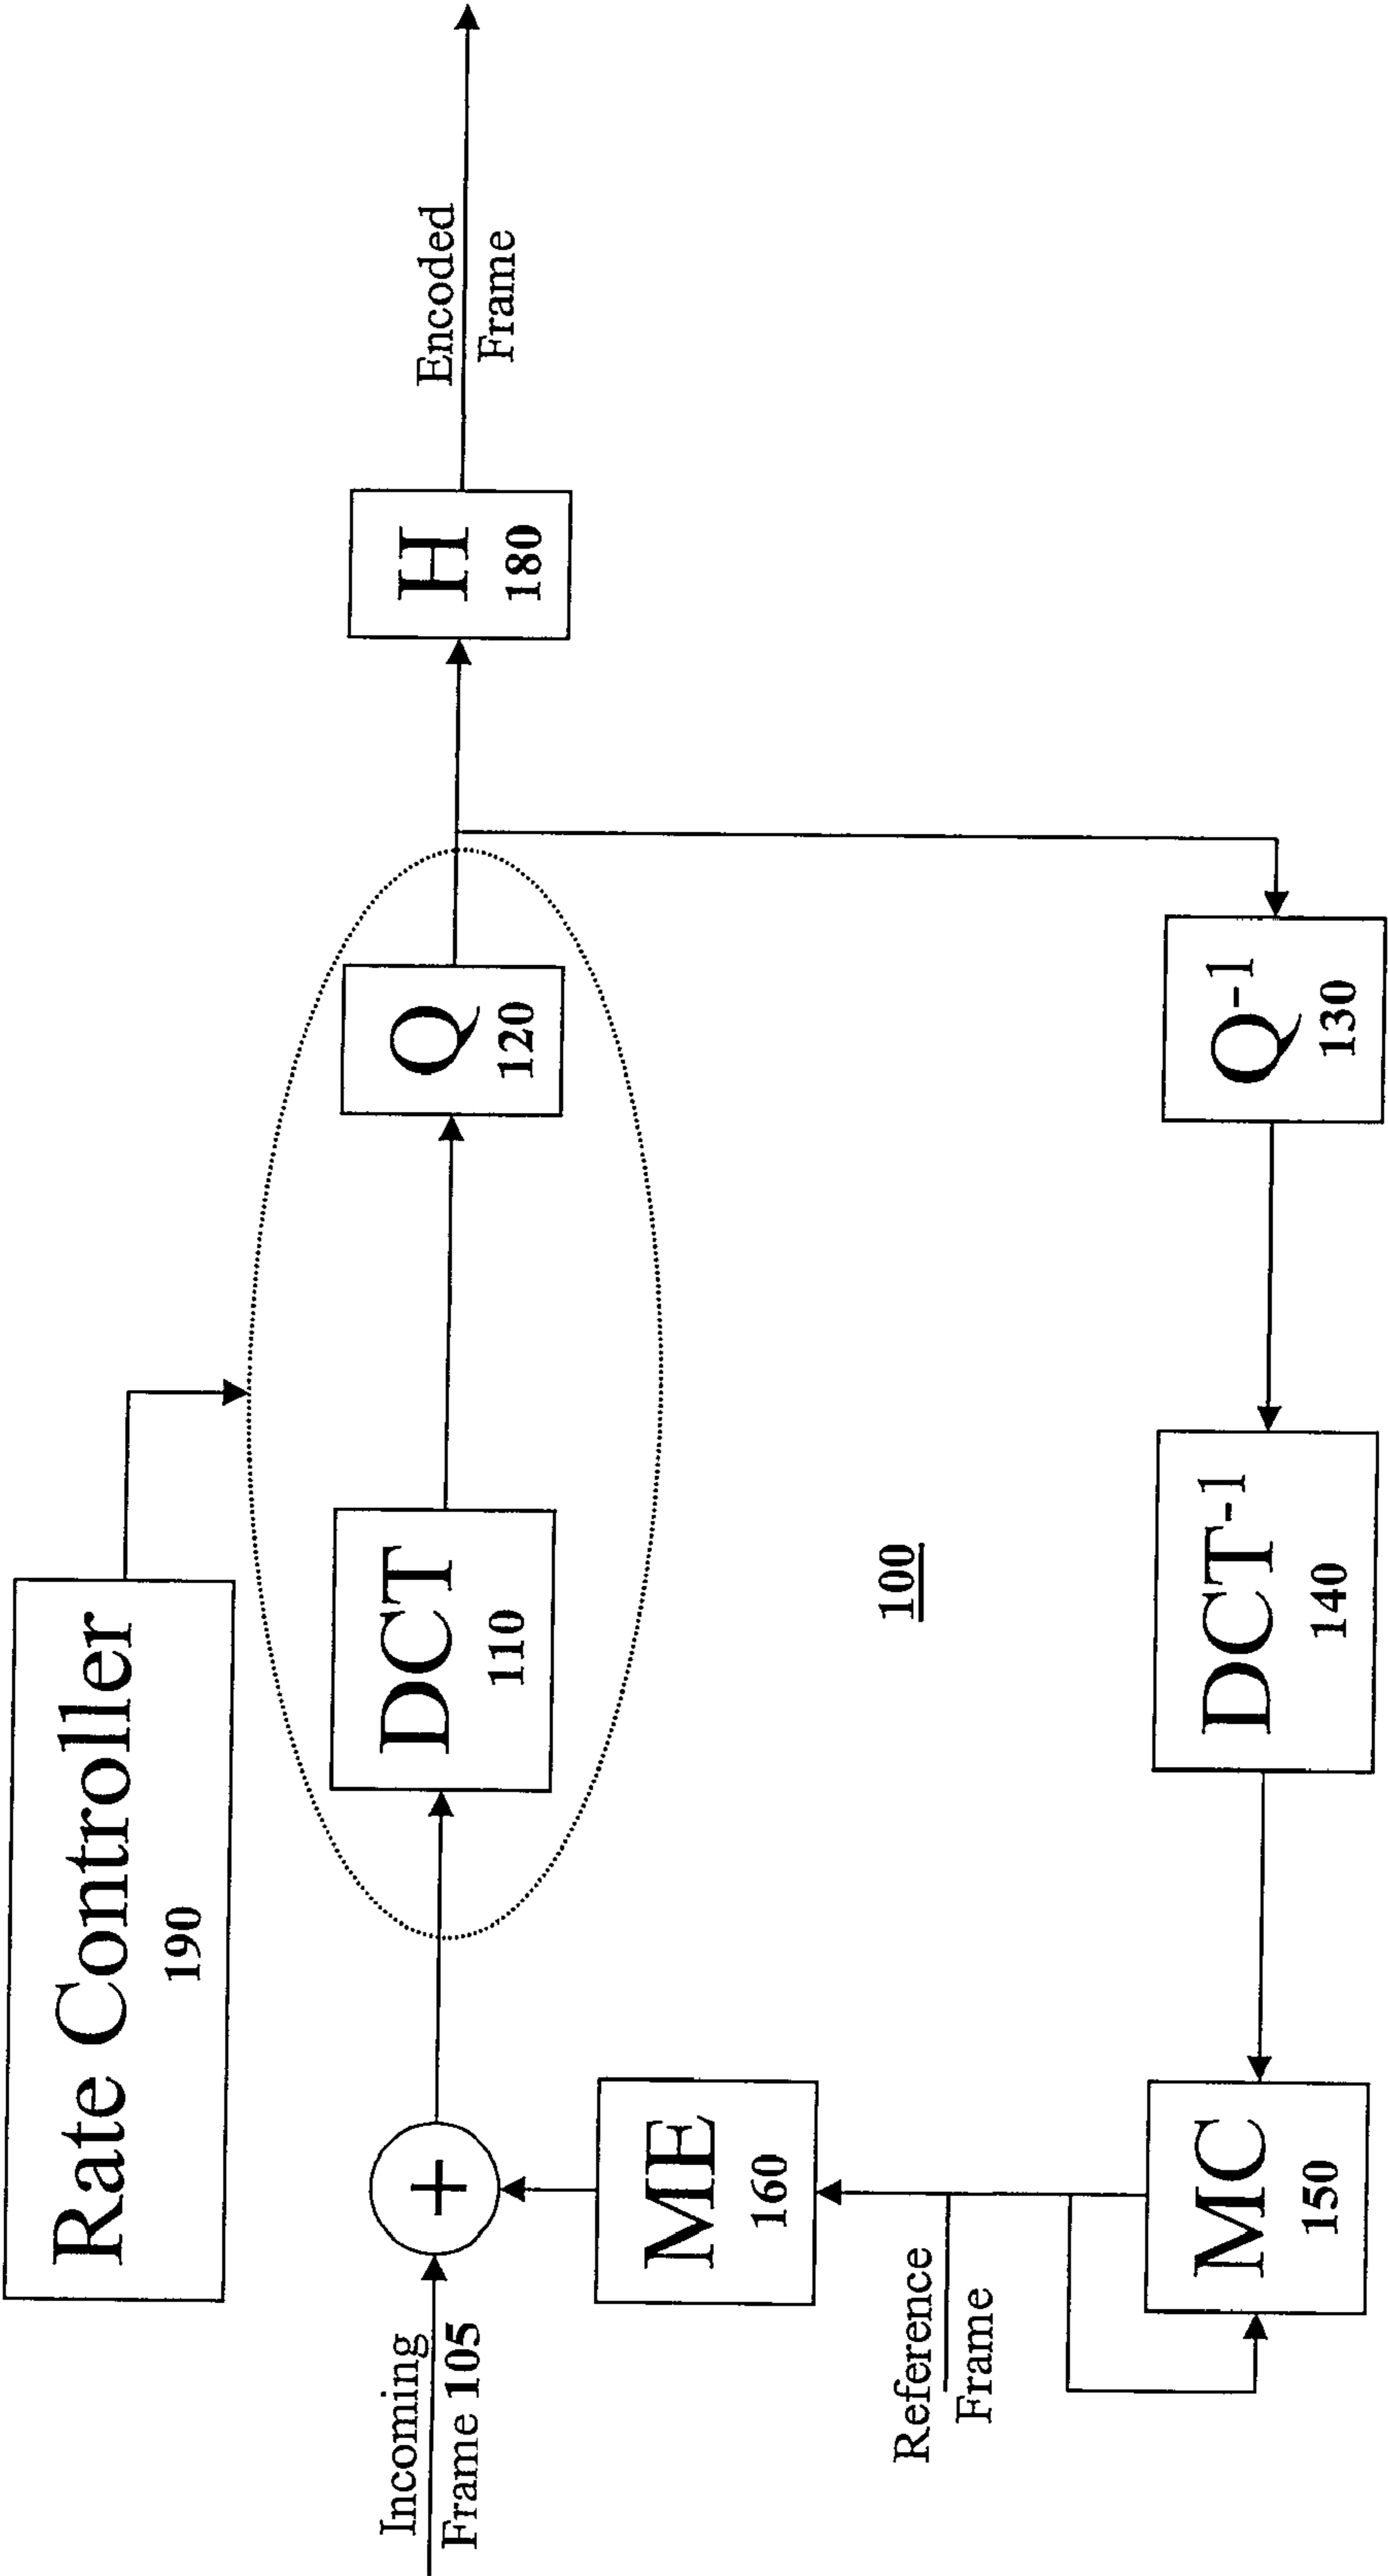 Rate Controller
190
Incoming
Frame 105
+
DCT
110
Q
120
H
180
Encoded
Frame
ME
160
100
Reference
Frame
MC
150
DCT-1
140
Q-1
130